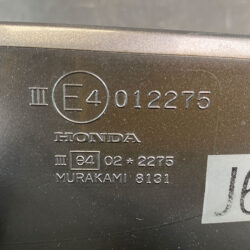 III E4 012275
HONDA
III 94 02*2275
MURAKAMI 8131
J6